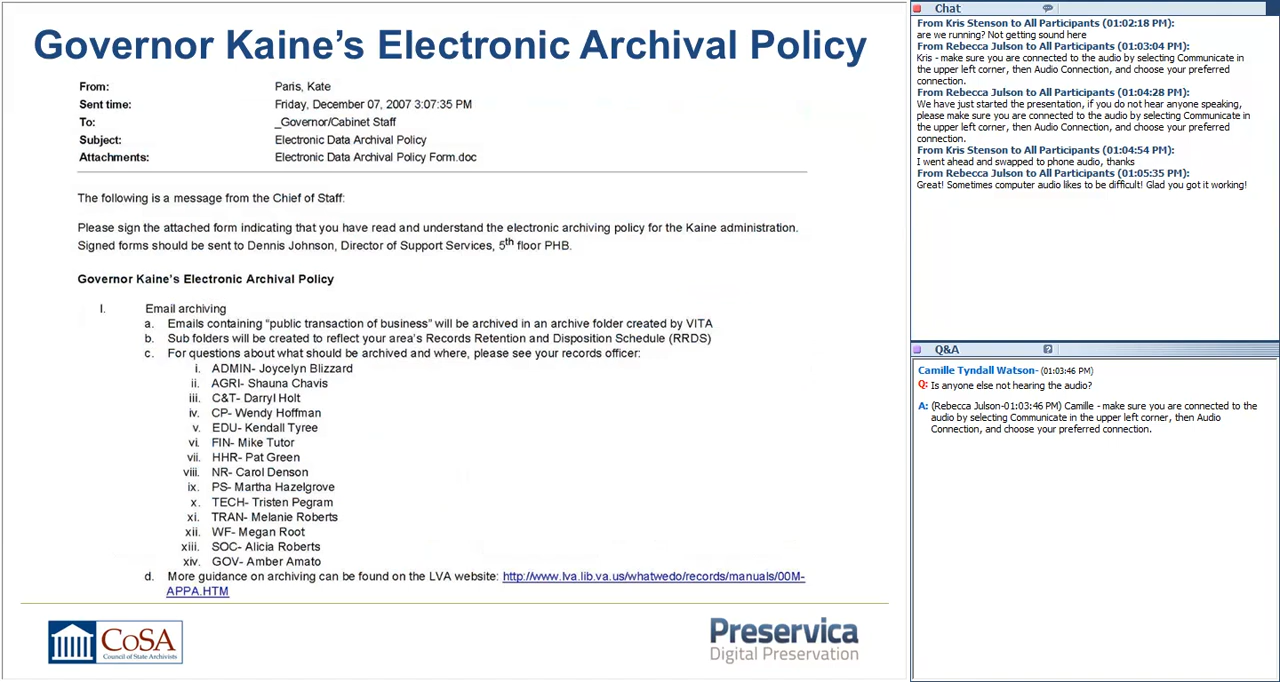 Governor Kaine's Electronic Archival Policy
From: Paris, Kate
Sent time: Friday, December 07, 2007 3:07:35 PM
To: _Governor/Cabinet Staff
Subject: Electronic Data Archival Policy
Attachments: Electronic Data Archival Policy Form.doc
The following is a message from the Chief of Staff:
Please sign the attached form indicating that you have read and understand the electronic archiving policy for the Kaine administration.
Signed forms should be sent to Dennis Johnson, Director of Support Services, 5th floor PHB.
Governor Kaine's Electronic Archival Policy
I. Email archiving
a. Emails containing "public transaction of business" will be archived in an archive folder created by VITA
b. Sub folders will be created to reflect your area's Records Retention and Disposition Schedule (RRDS)
c. For questions about what should be archived and where, please see your records officer:
i. ADMIN- Joycelyn Blizzard
ii. AGRI- Shauna Chavis
iii. C&T- Darryl Holt
iv. CP- Wendy Hoffman
v. EDU- Kendall Tyree
vi. FIN- Mike Tutor
vii. HHR- Pat Green
viii. NR- Carol Denson
ix. PS- Martha Hazelgrove
x. TECH- Tristen Pegram
xi. TRAN- Melanie Roberts
xii. WF- Megan Root
xiii. SOC- Alicia Roberts
xiv. GOV- Amber Amato
d. More guidance on archiving can be found on the LVA website: http://www.lva.lib.va.us/whatwedo/records/manuals/00M-
APPA.HTM
CoSA
Council of State Archivists
Preservica
Digital Preservation
Chat
From Kris Stenson to All Participants (01:02:18 PM):
are we running? Not getting sound here
From Rebecca Julson to All Participants (01:03:04 PM):
Kris - make sure you are connected to the audio by selecting Communicate in
the upper left corner, then Audio Connection, and choose your preferred
connection.
From Rebecca Julson to All Participants (01:04:28 PM):
We have just started the presentation, if you do not hear anyone speaking,
please make sure you are connected to the audio by selecting Communicate in
the upper left corner, then Audio Connection, and choose your preferred
connection.
From Kris Stenson to All Participants (01:04:54 PM):
I went ahead and swapped to phone audio, thanks
From Rebecca Julson to All Participants (01:05:35 PM):
Great! Sometimes computer audio likes to be difficult! Glad you got it working!
Q&A
Camille Tyndall Watson- (01:03:46 PM)
Q: Is anyone else not hearing the audio?
A: (Rebecca Julson-01:03:46 PM) Camille - make sure you are connected to the
audio by selecting Communicate in the upper left corner, then Audio
Connection, and choose your preferred connection.